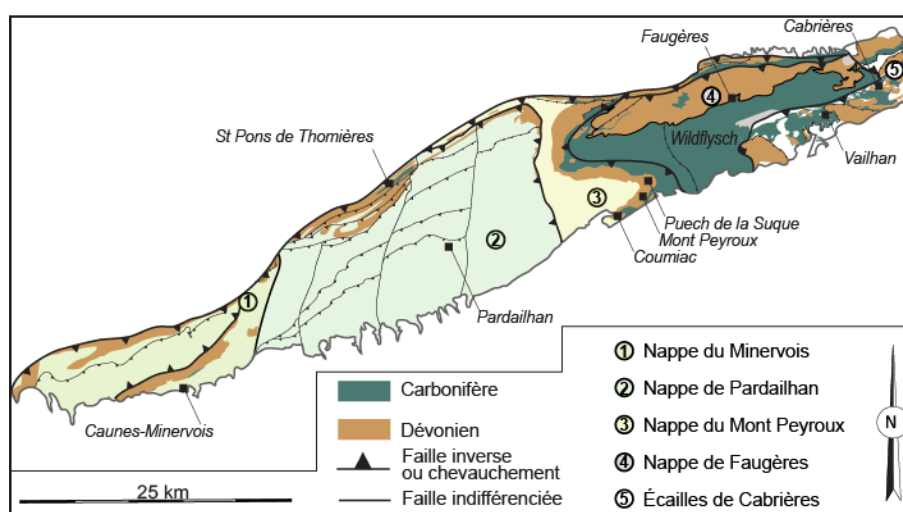 Cabrières
Faugères
5
4
St Pons de Thomières
Wildflysch
Vailhan
3
Puech de la Suque
Mont Peyroux
Coumiac
2
1
Pardailhan
Caunes-Minervois
Carbonifère
Dévonien
Faille inverse
ou chevauchement
Faille indifférenciée
25 km
1 Nappe du Minervois
2 Nappe de Pardailhan
3 Nappe du Mont Peyroux
4 Nappe de Faugères
5 Écailles de Cabrières
N